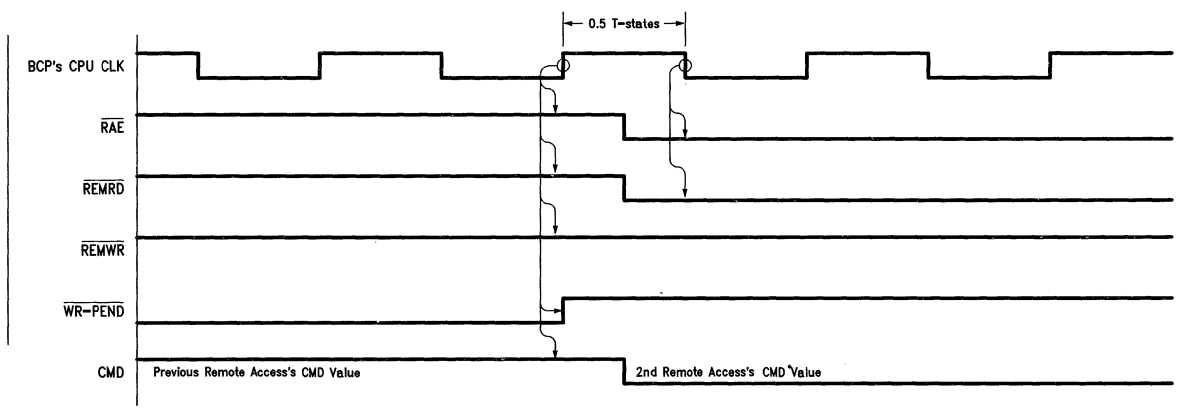 0.5 T-states
BCP's CPU CLK
RAE
REMRD
REMWR
WR-PEND
CMD
Previous Remote Access's CMD Value
2nd Remote Access's CMD Value